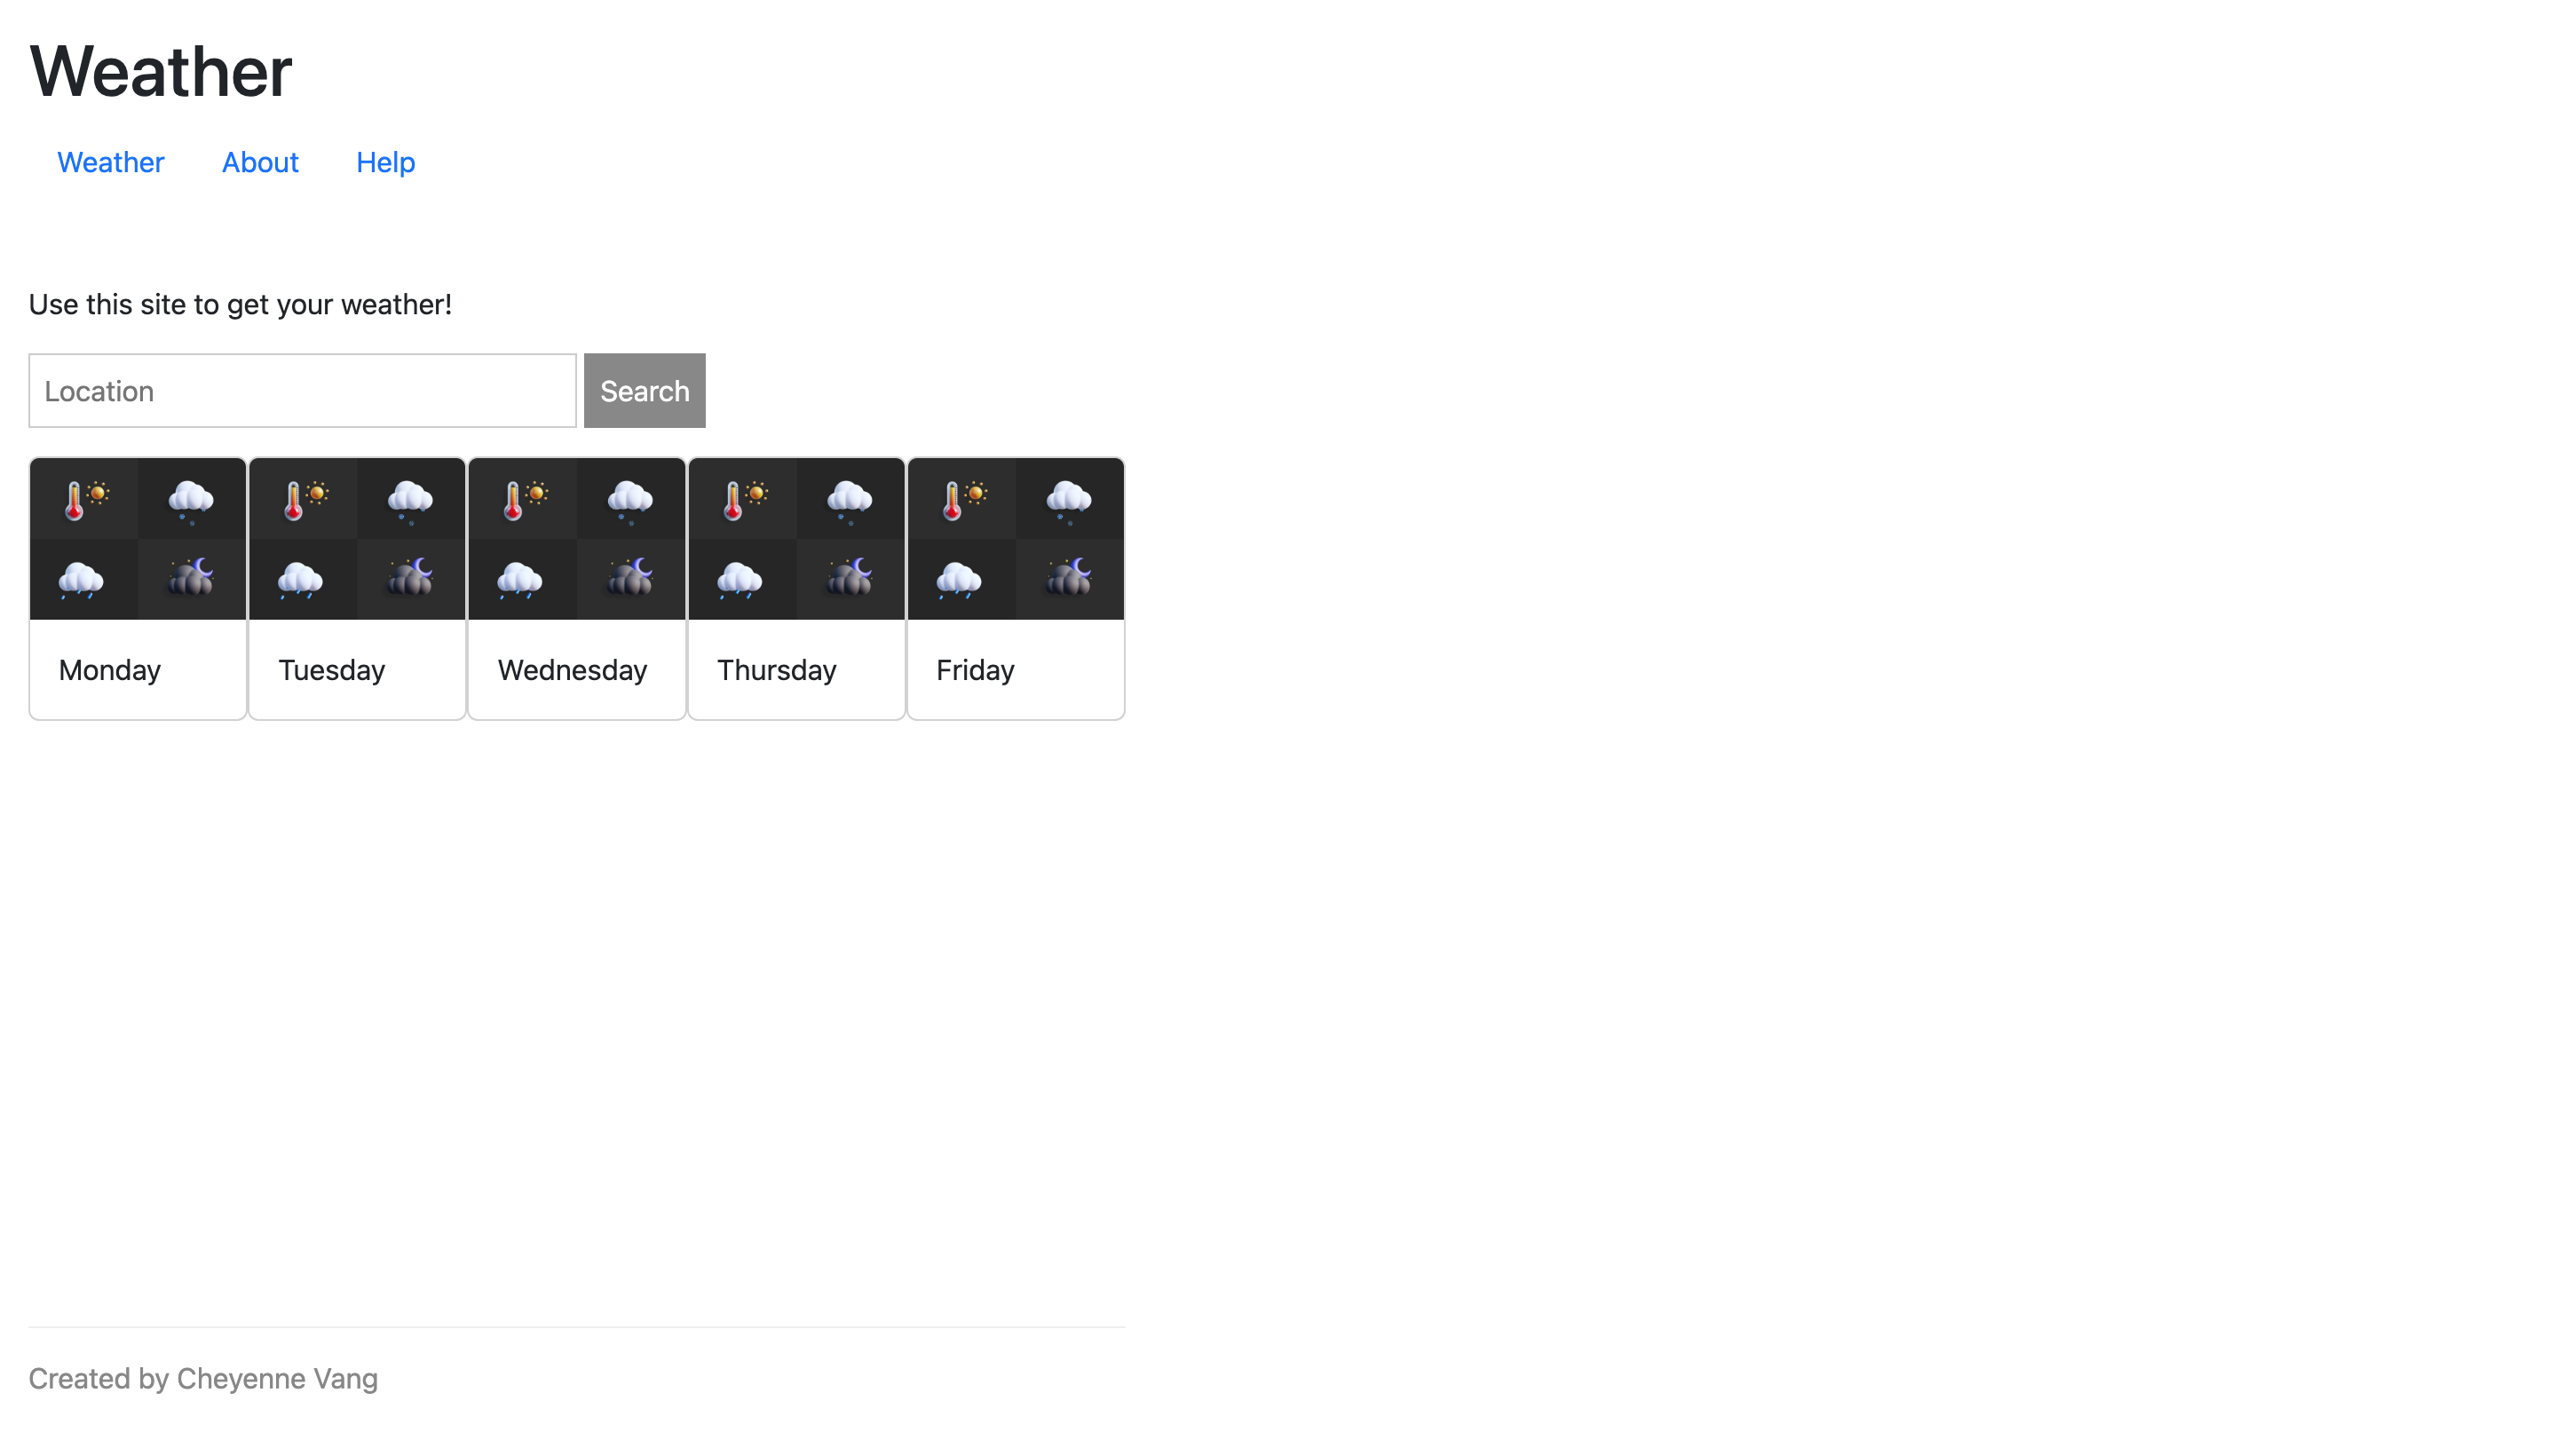 Weather
Weather About Help
Use this site to get your weather!
Location Search
Monday Tuesday Wednesday Thursday Friday
Created by Cheyenne Vang